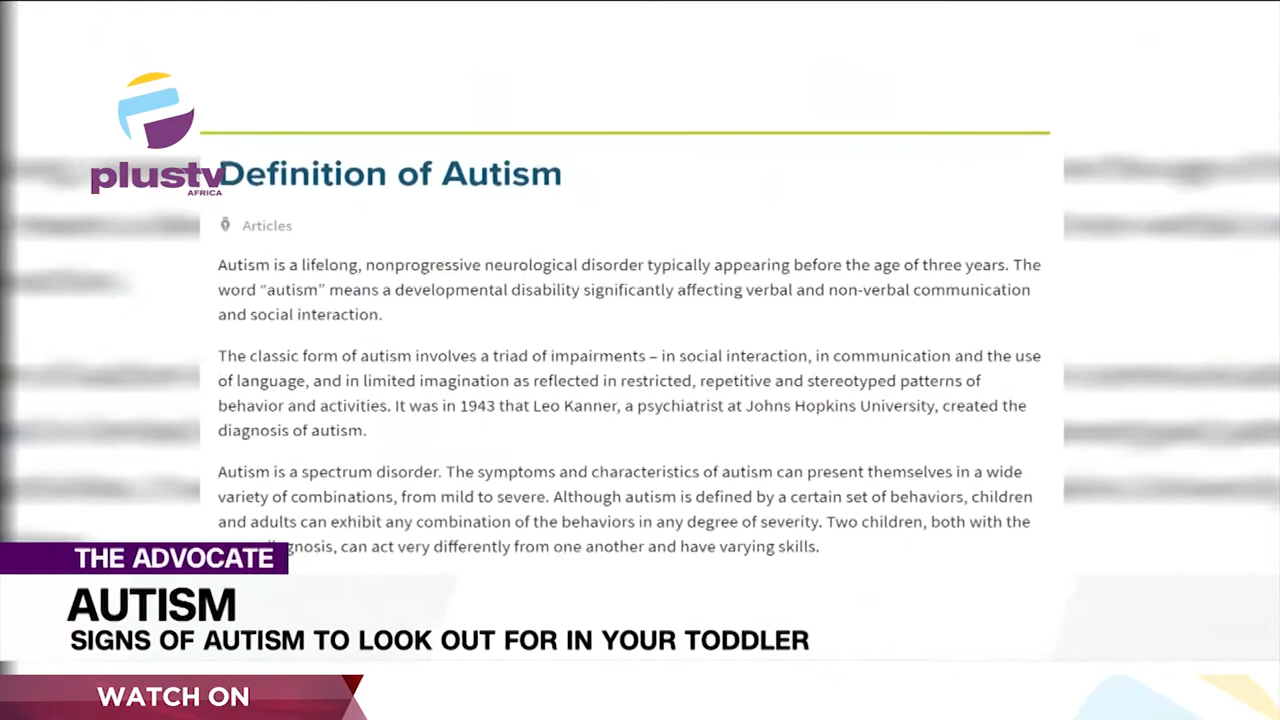 plustv
AFRICA
Definition of Autism
Articles
Autism is a lifelong, nonprogressive neurological disorder typically appearing before the age of three years. The
word “autism” means a developmental disability significantly affecting verbal and non-verbal communication
and social interaction.
The classic form of autism involves a triad of impairments – in social interaction, in communication and the use
of language, and in limited imagination as reflected in restricted, repetitive and stereotyped patterns of
behavior and activities. It was in 1943 that Leo Kanner, a psychiatrist at Johns Hopkins University, created the
diagnosis of autism.
Autism is a spectrum disorder. The symptoms and characteristics of autism can present themselves in a wide
variety of combinations, from mild to severe. Although autism is defined by a certain set of behaviors, children
and adults can exhibit any combination of the behaviors in any degree of severity. Two children, both with the
can act very differently from one another and have varying skills.
THE ADVOCATE
AUTISM
SIGNS OF AUTISM TO LOOK OUT FOR IN YOUR TODDLER
WATCH ON